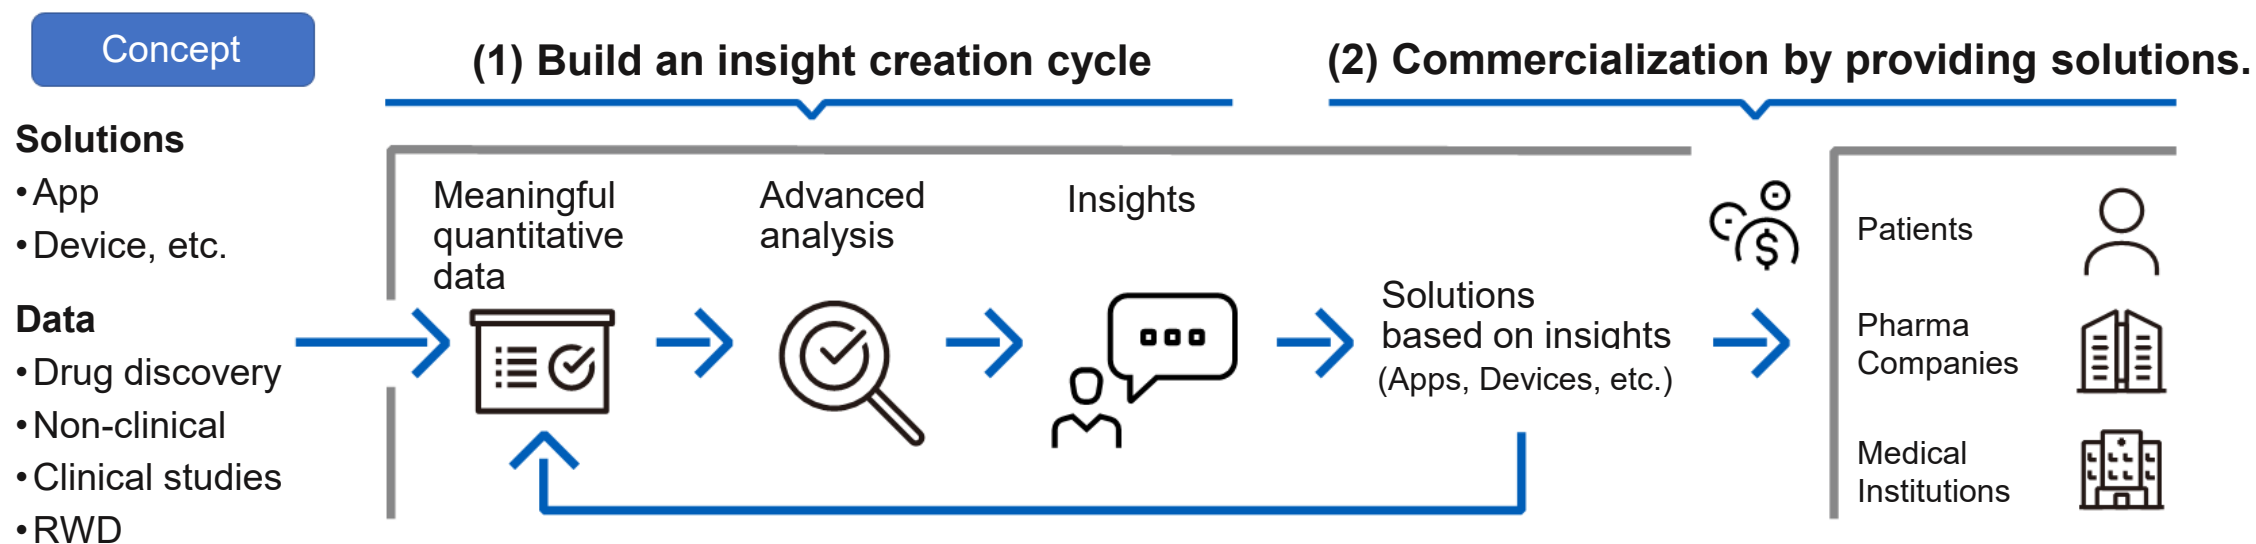 Concept
(1) Build an insight creation cycle
(2) Commercialization by providing solutions.
Solutions
•App
•Device, etc.
Data
•Drug discovery
•Non-clinical
•Clinical studies
•RWD
Meaningful
quantitative
data
Advanced
analysis
Insights
Solutions
based on insights
(Apps, Devices, etc.)
$
Patients
Pharma
Companies
Medical
Institutions